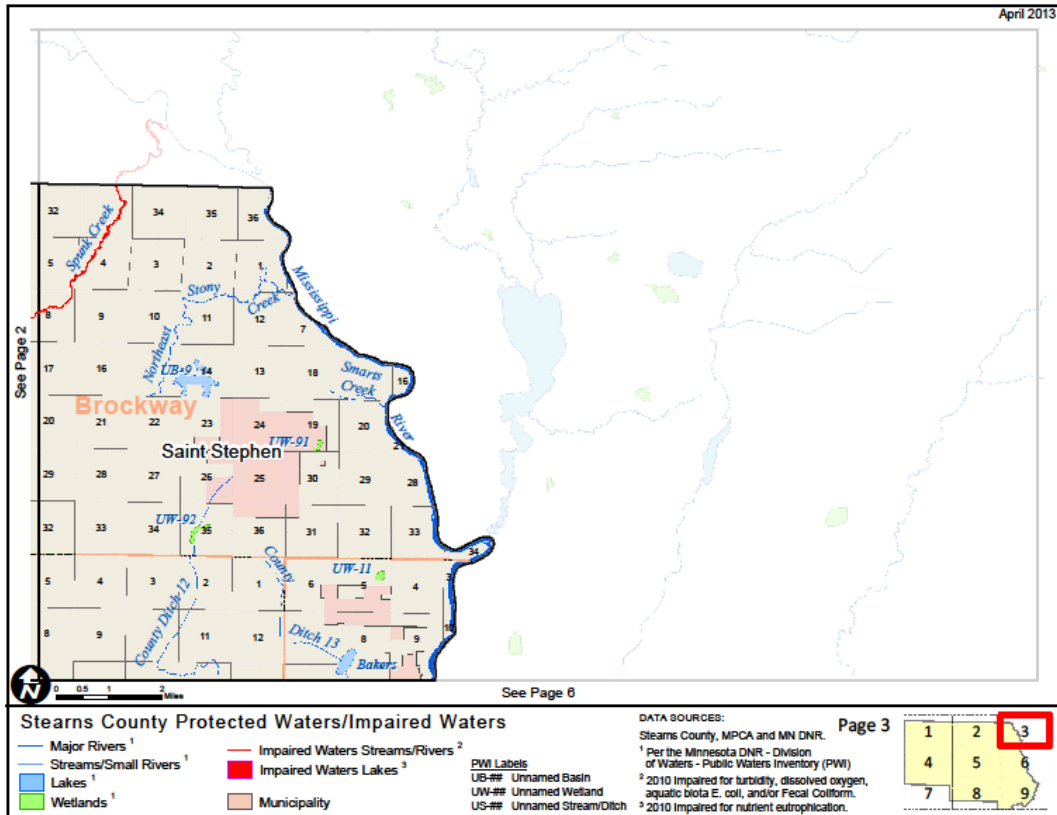 April 2013
32
34
35
36
Spunk Creek
5
4
3
2
1
Mississippi
Stony
Creek
8
9
10
11
12
7
See Page 2
Northeast
17
16
UB-9
14
13
18
Smarts
Creek
16
Brockway
20
21
22
23
24
19
20
River
UW-91
Saint Stephen
29
28
27
26
25
30
29
28
UW-92
32
33
34
35
36
31
32
33
34
County
UW-11
5
4
3
2
1
6
5
4
3
County Ditch 12
8
9
11
12
Ditch 13
8
9
10
Bakers
N
0 0.5 1 2
Miles
See Page 6
Stearns County Protected Waters/Impaired Waters
Major Rivers 1
Streams/Small Rivers 1
Lakes 1
Wetlands 1
Impaired Waters Streams/Rivers 2
Impaired Waters Lakes 3
Municipality
PWI Labels
UB-## Unnamed Basin
UW-## Unnamed Wetland
US-## Unnamed Stream/Ditch
DATA SOURCES:
Stearns County, MPCA and MN DNR.
1 Per the Minnesota DNR - Division
of Waters - Public Waters Inventory (PWI)
2 2010 Impaired for turbidity, dissolved oxygen,
aquatic biota E. coli, and/or Fecal Coliform.
3 2010 Impaired for nutrient eutrophication.
Page 3
1 2 3
4 5 6
7 8 9